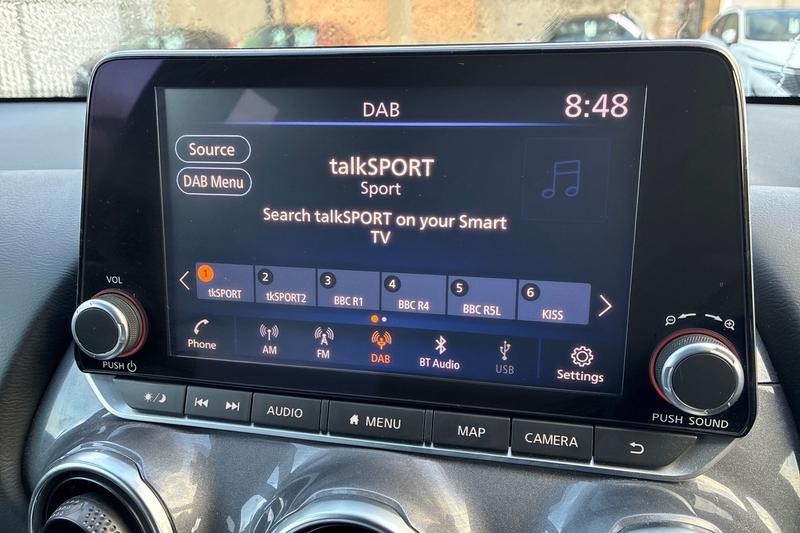 DAB
8:48
Source
DAB Menu
talkSPORT
Sport
Search talkSPORT on your Smart
TV
1
tkSPORT
2
tkSPORT2
3
BBC R1
4
BBC R4
5
BBC R5L
6
KISS
Phone
AM
FM
DAB
BT Audio
USB
Settings
VOL
PUSH
PUSH SOUND
AUDIO
MENU
MAP
CAMERA